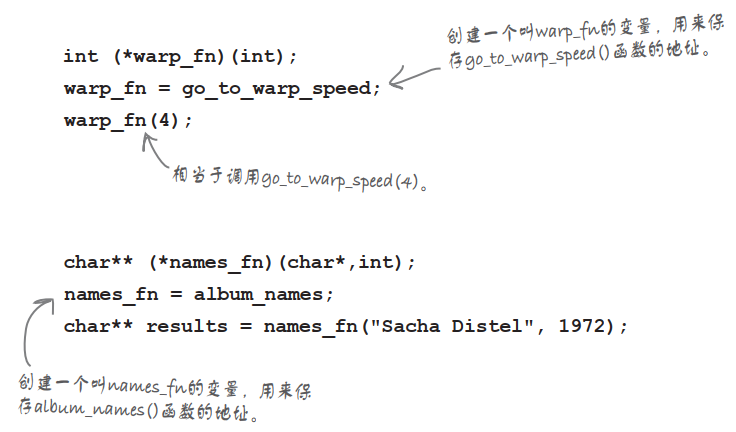 创建一个叫warp_fn的变量，用来保
存go_to_warp_speed()函数的地址。
int (*warp_fn)(int);
warp_fn = go_to_warp_speed;
warp_fn(4);
相当于调用go_to_warp_speed(4)。
char** (*names_fn)(char*,int);
names_fn = album_names;
char** results = names_fn("Sacha Distel", 1972);
创建一个叫names_fn的变量，用来保
存album_names()函数的地址。